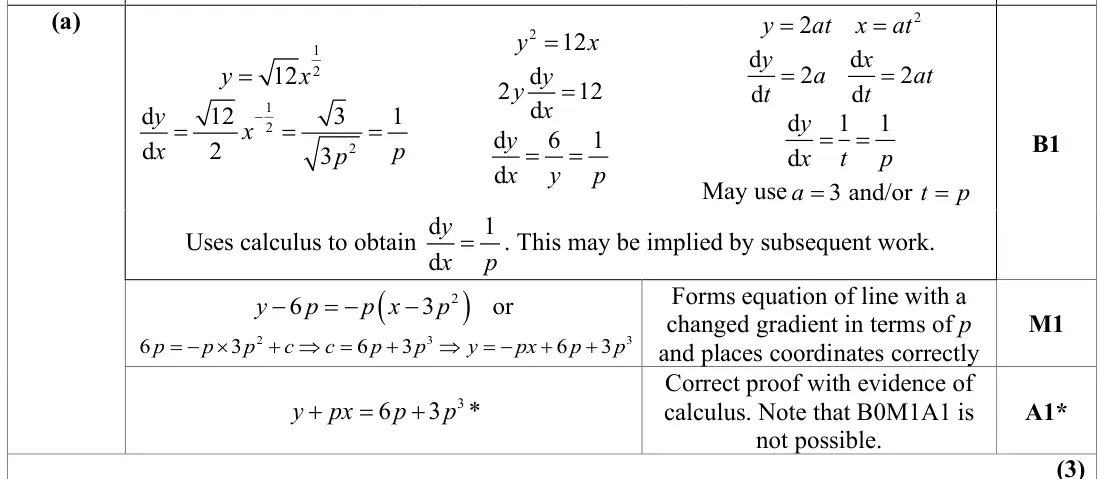 (a)
y = √12 x^(1/2)
dy/dx = (√12/2) x^(-1/2) = √3/√(3p²) = 1/p
y² = 12x
2y dy/dx = 12
dy/dx = 6/y = 1/p
y = 2at x = at²
dy/dt = 2a dx/dt = 2at
dy/dx = 1/t = 1/p
May use a = 3 and/or t = p
B1
Uses calculus to obtain dy/dx = 1/p. This may be implied by subsequent work.
y − 6p = −p(x − 3p²) or
6p = −p × 3p² + c ⇒ c = 6p + 3p³ ⇒ y = −px + 6p + 3p³
Forms equation of line with a
changed gradient in terms of p
and places coordinates correctly
M1
y + px = 6p + 3p³ *
Correct proof with evidence of
calculus. Note that B0M1A1 is
not possible.
A1*
(3)